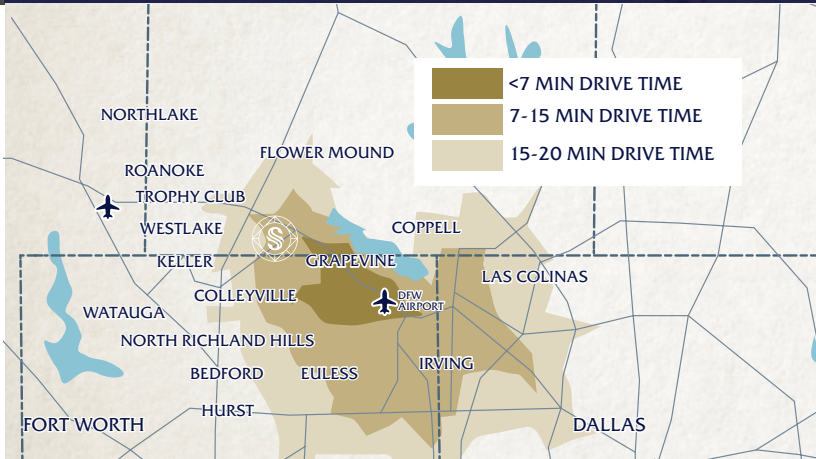 <7 MIN DRIVE TIME
7-15 MIN DRIVE TIME
15-20 MIN DRIVE TIME
NORTHLAKE
FLOWER MOUND
ROANOKE
TROPHY CLUB
WESTLAKE
S
COPPELL
KELLER
GRAPEVINE
LAS COLINAS
COLLEYVILLE
DFW
AIRPORT
WATAUGA
NORTH RICHLAND HILLS
IRVING
BEDFORD
EULESS
HURST
FORT WORTH
DALLAS